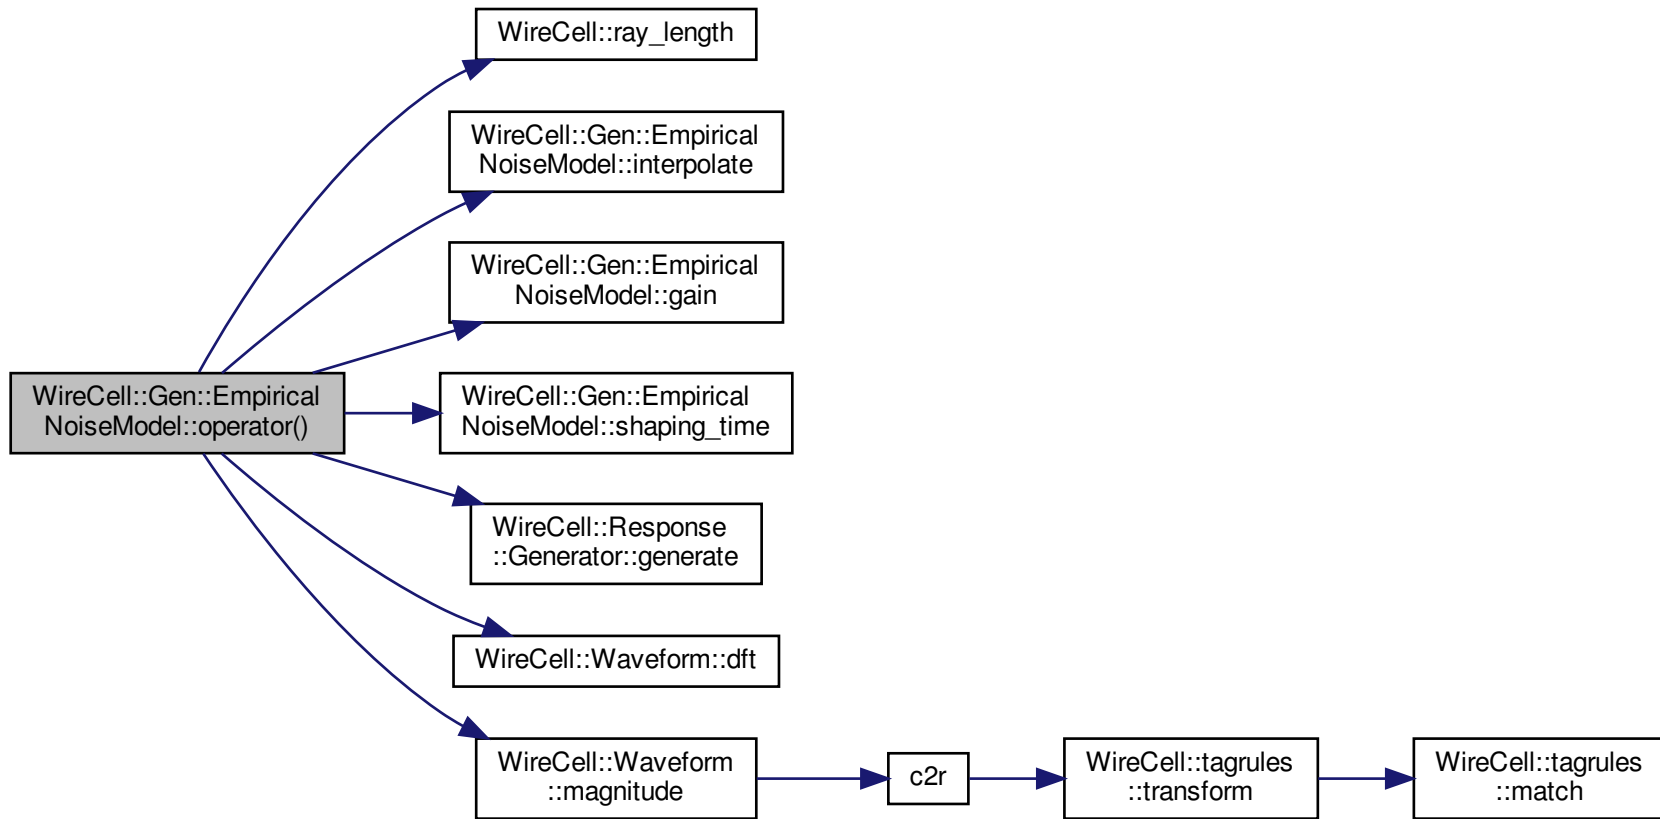 WireCell::ray_length
WireCell::Gen::Empirical
NoiseModel::interpolate
WireCell::Gen::Empirical
NoiseModel::gain
WireCell::Gen::Empirical
NoiseModel::operator()
WireCell::Gen::Empirical
NoiseModel::shaping_time
WireCell::Response
::Generator::generate
WireCell::Waveform::dft
WireCell::Waveform
::magnitude
c2r
WireCell::tagrules
::transform
WireCell::tagrules
::match